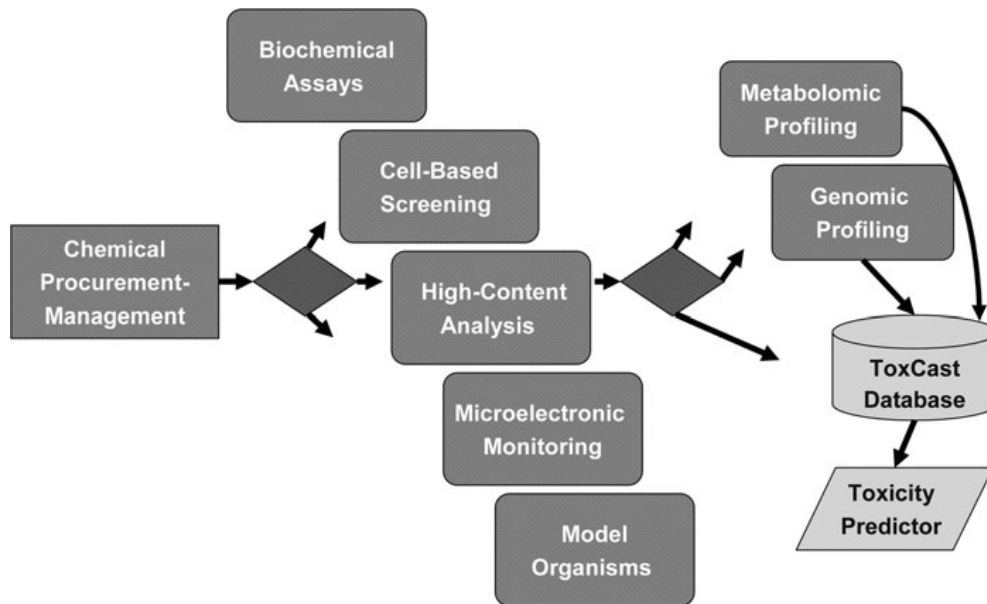 Biochemical
Assays
Cell-Based
Screening
Chemical
Procurement-
Management
High-Content
Analysis
Microelectronic
Monitoring
Model
Organisms
Metabolomic
Profiling
Genomic
Profiling
ToxCast
Database
Toxicity
Predictor